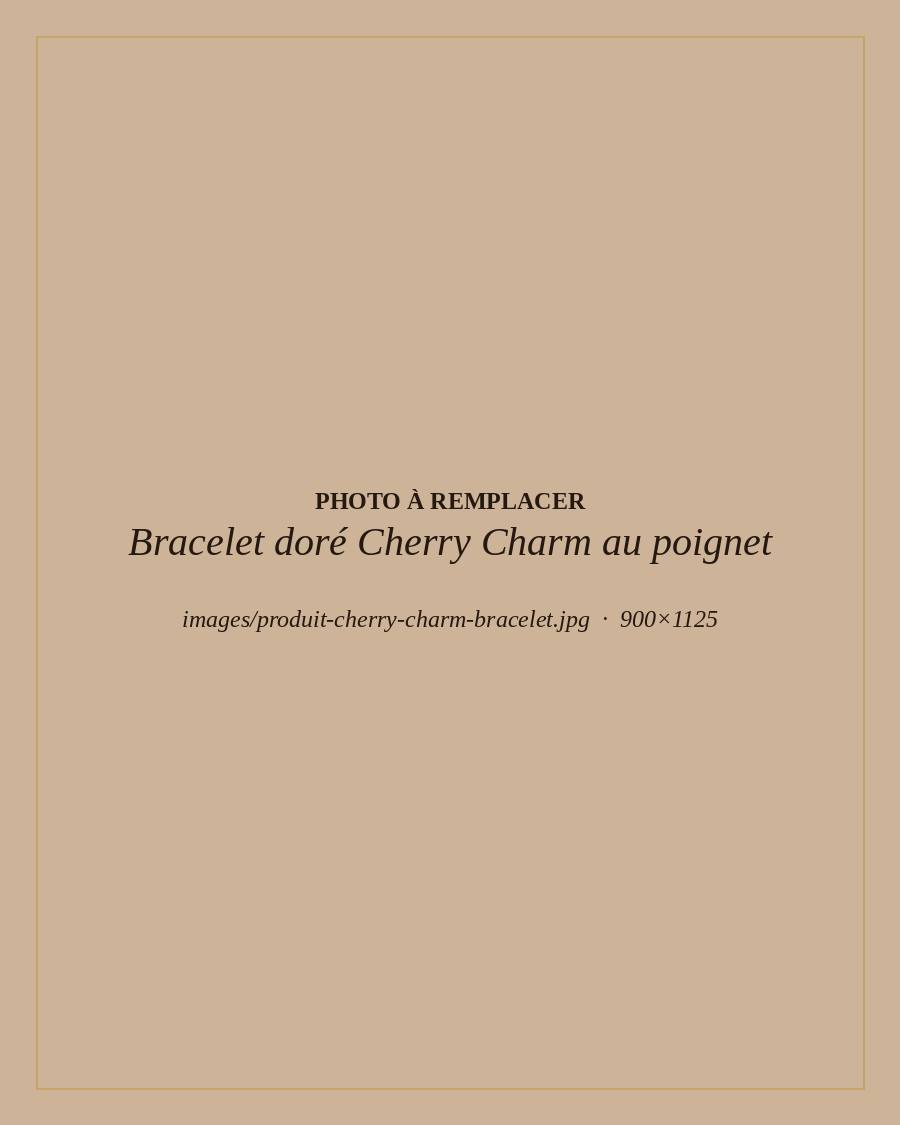 PHOTO À REMPLACER
Bracelet doré Cherry Charm au poignet
images/produit-cherry-charm-bracelet.jpg · 900×1125